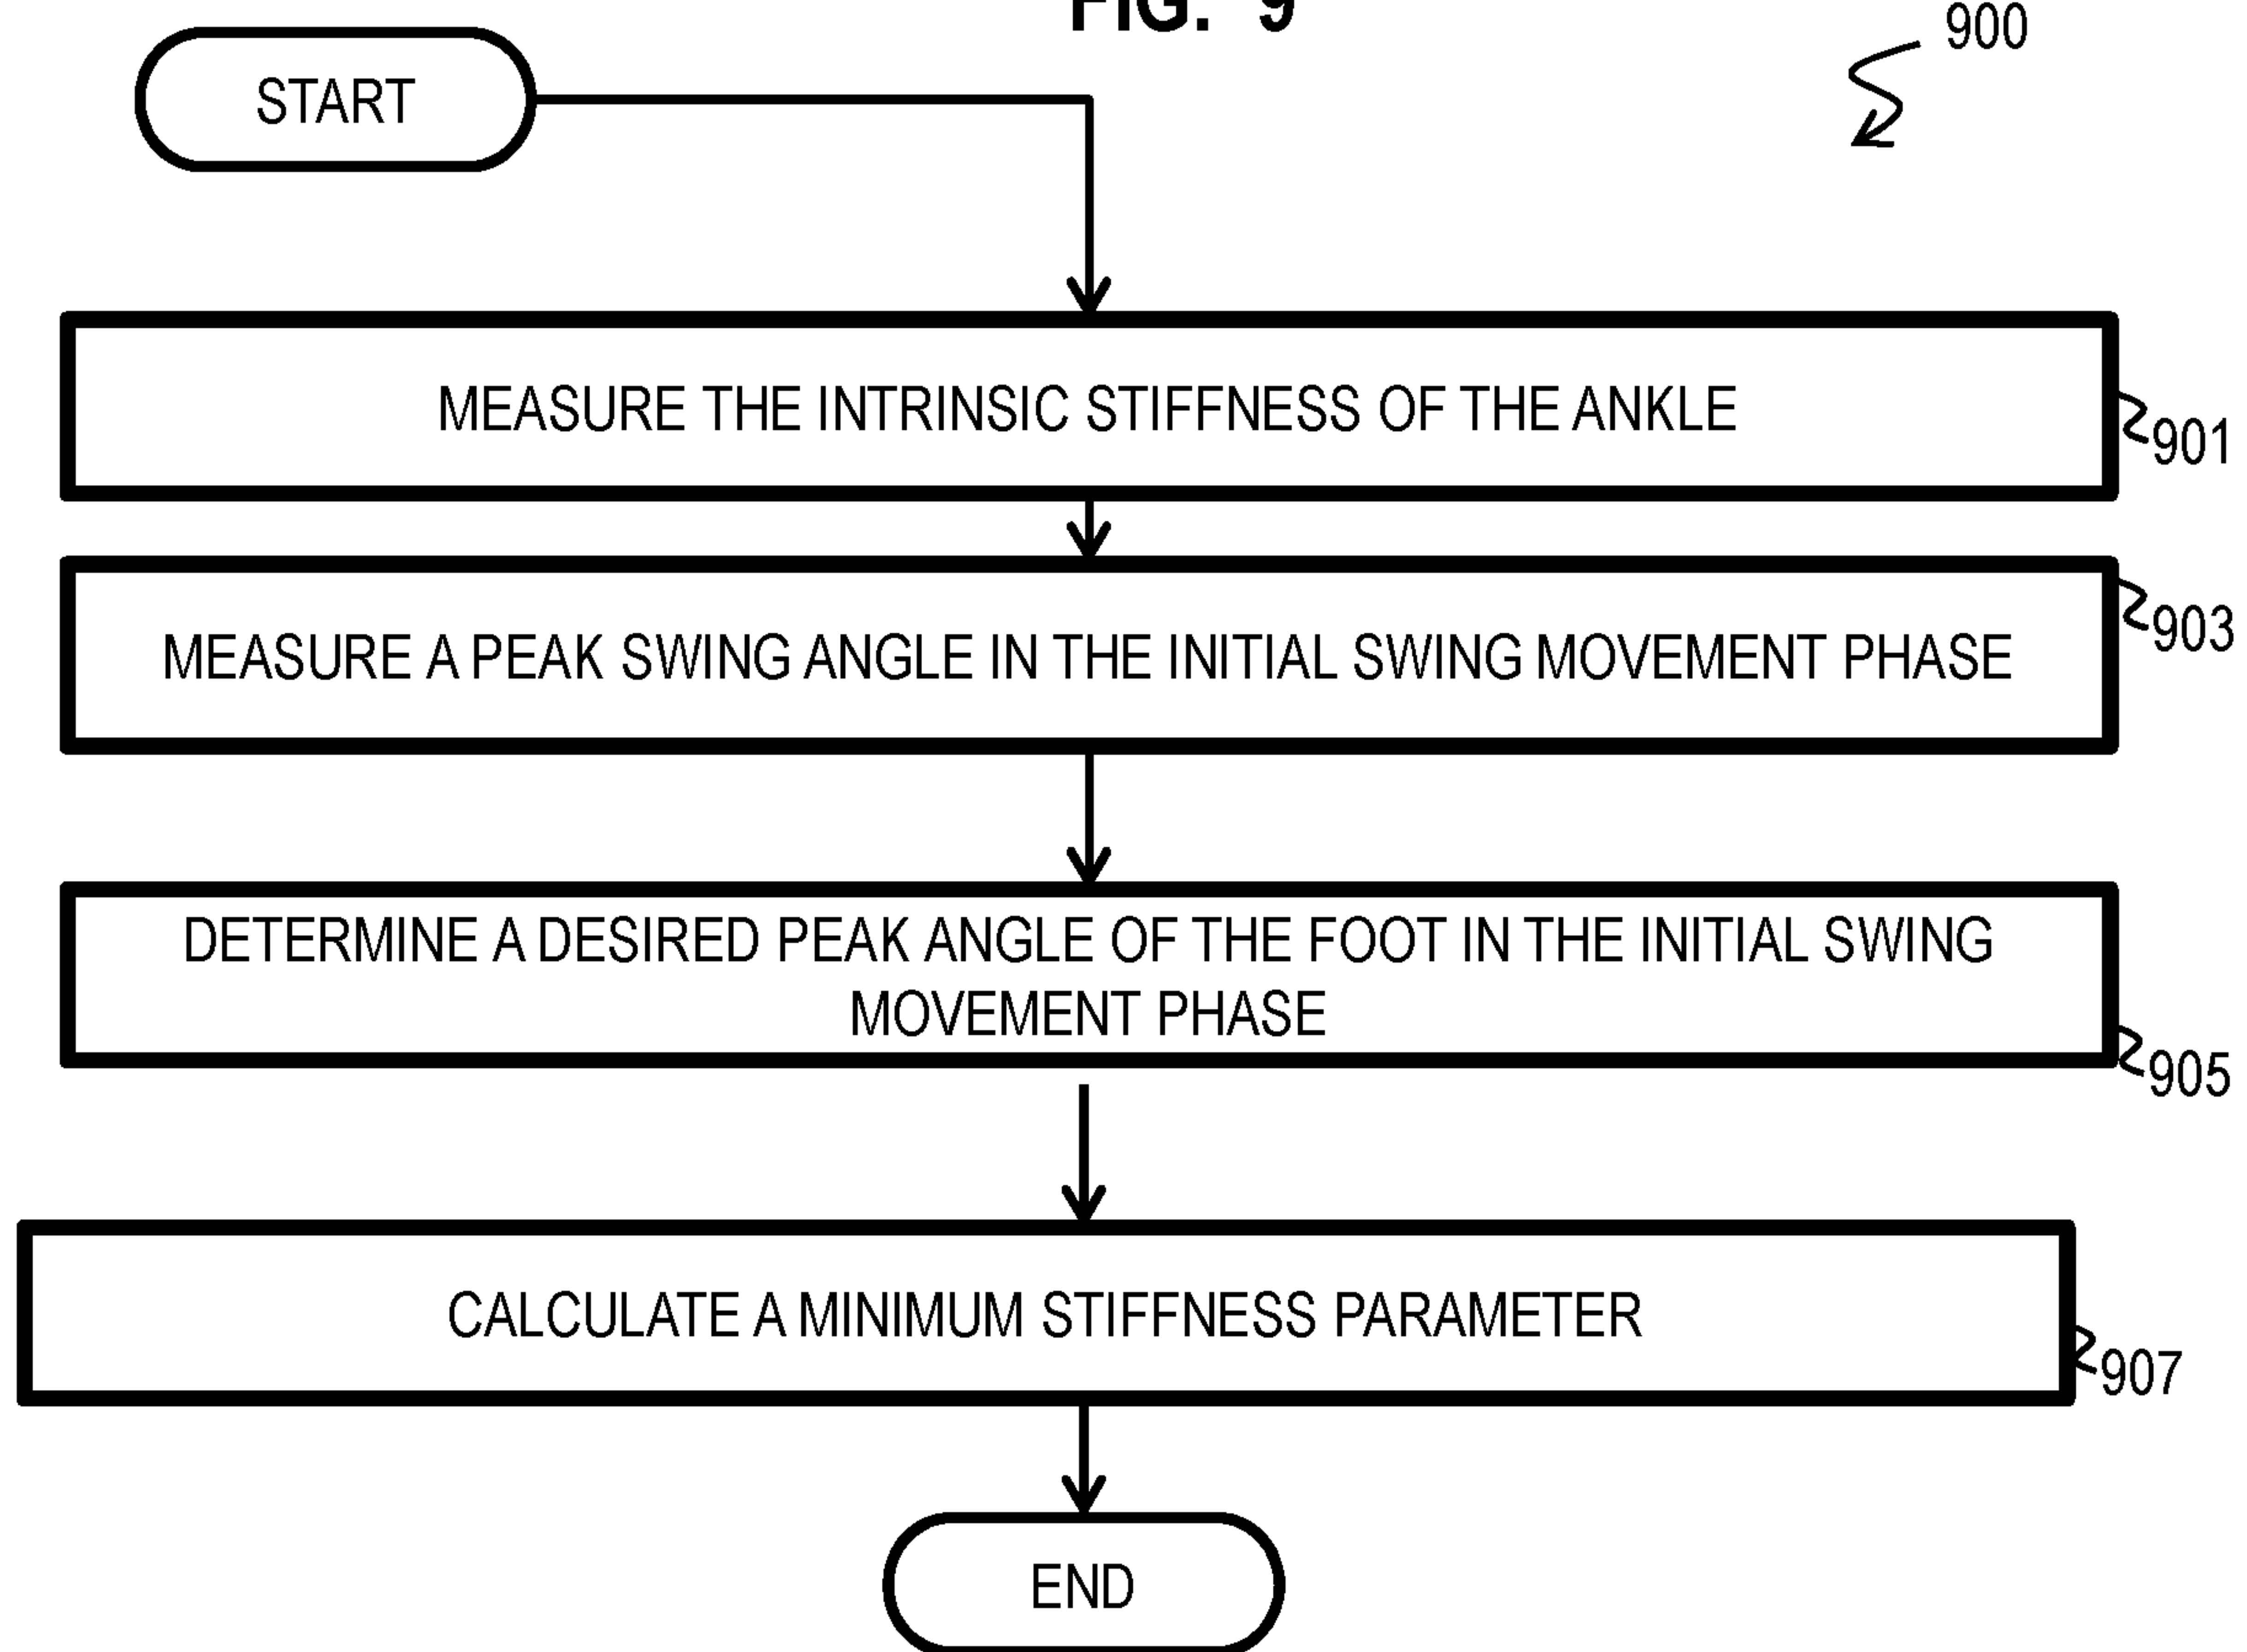 FIG. 9
900
START
MEASURE THE INTRINSIC STIFFNESS OF THE ANKLE
901
MEASURE A PEAK SWING ANGLE IN THE INITIAL SWING MOVEMENT PHASE
903
DETERMINE A DESIRED PEAK ANGLE OF THE FOOT IN THE INITIAL SWING
MOVEMENT PHASE
905
CALCULATE A MINIMUM STIFFNESS PARAMETER
907
END